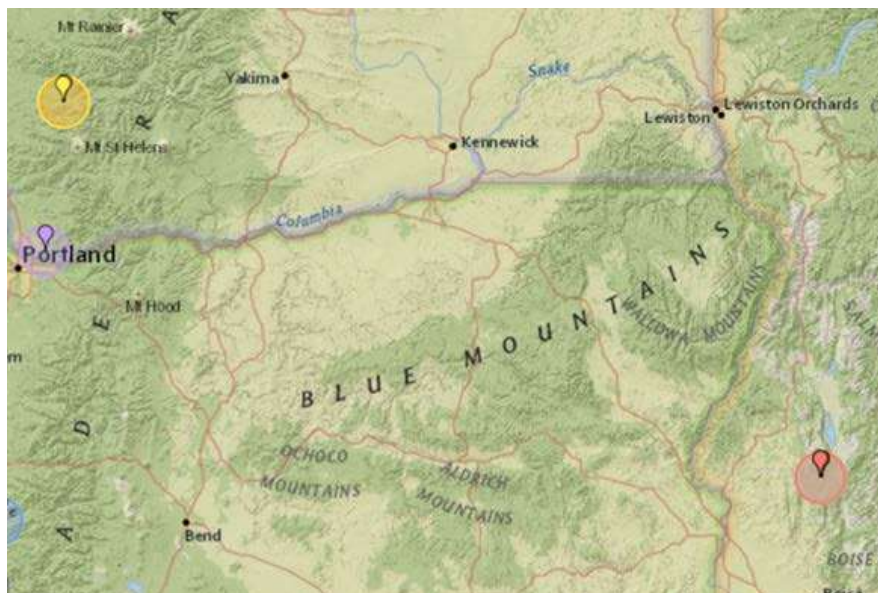 Mt Rainier
A
Yakima
Snake
Lewiston Orchards
Lewiston
R
Mt St Helens
Kennewick
Columbia
Portland
Mt Hood
E
D
A
BLUE MOUNTAINS
WALLOWA MOUNTAINS
OCHOCO
MOUNTAINS
ALDRICH
MOUNTAINS
Bend
BOISE